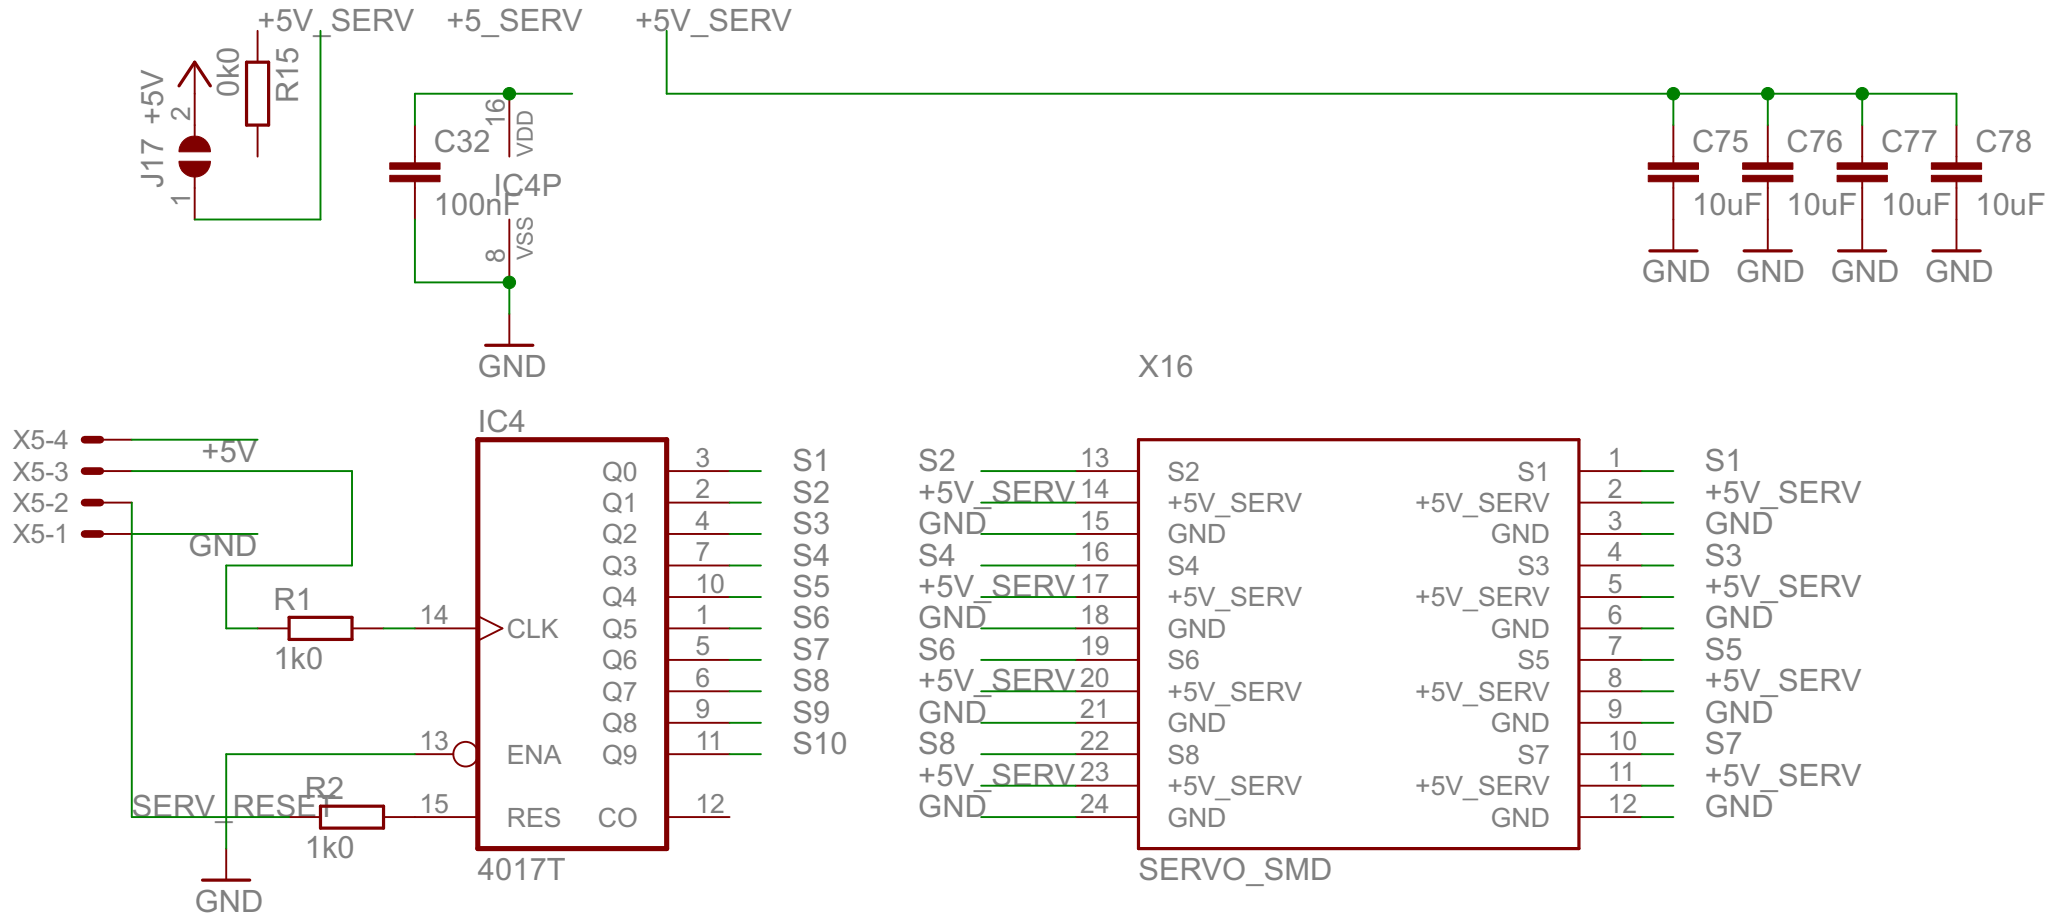 +5V_SERV +5_SERV +5V_SERV
J17 1 2 +5V
0k0 R15
C32 100nF
16 VDD
IC4P
8 VSS
GND
C75 C76 C77 C78
10uF 10uF 10uF 10uF
GND GND GND GND
X16
IC4
X5-4 +5V
X5-3
X5-2
X5-1 GND
R1
1k0
14 CLK
13 ENA
SERV_RESET R2
1k0
15 RES
GND
Q0 3 S1
Q1 2 S2
Q2 4 S3
Q3 7 S4
Q4 10 S5
Q5 1 S6
Q6 5 S7
Q7 6 S8
Q8 9 S9
Q9 11 S10
CO 12
4017T
S2 13 S2 S1 1 S1
+5V_SERV 14 +5V_SERV +5V_SERV 2 +5V_SERV
GND 15 GND GND 3 GND
S4 16 S4 S3 4 S3
+5V_SERV 17 +5V_SERV +5V_SERV 5 +5V_SERV
GND 18 GND GND 6 GND
S6 19 S6 S5 7 S5
+5V_SERV 20 +5V_SERV +5V_SERV 8 +5V_SERV
GND 21 GND GND 9 GND
S8 22 S8 S7 10 S7
+5V_SERV 23 +5V_SERV +5V_SERV 11 +5V_SERV
GND 24 GND GND 12 GND
SERVO_SMD